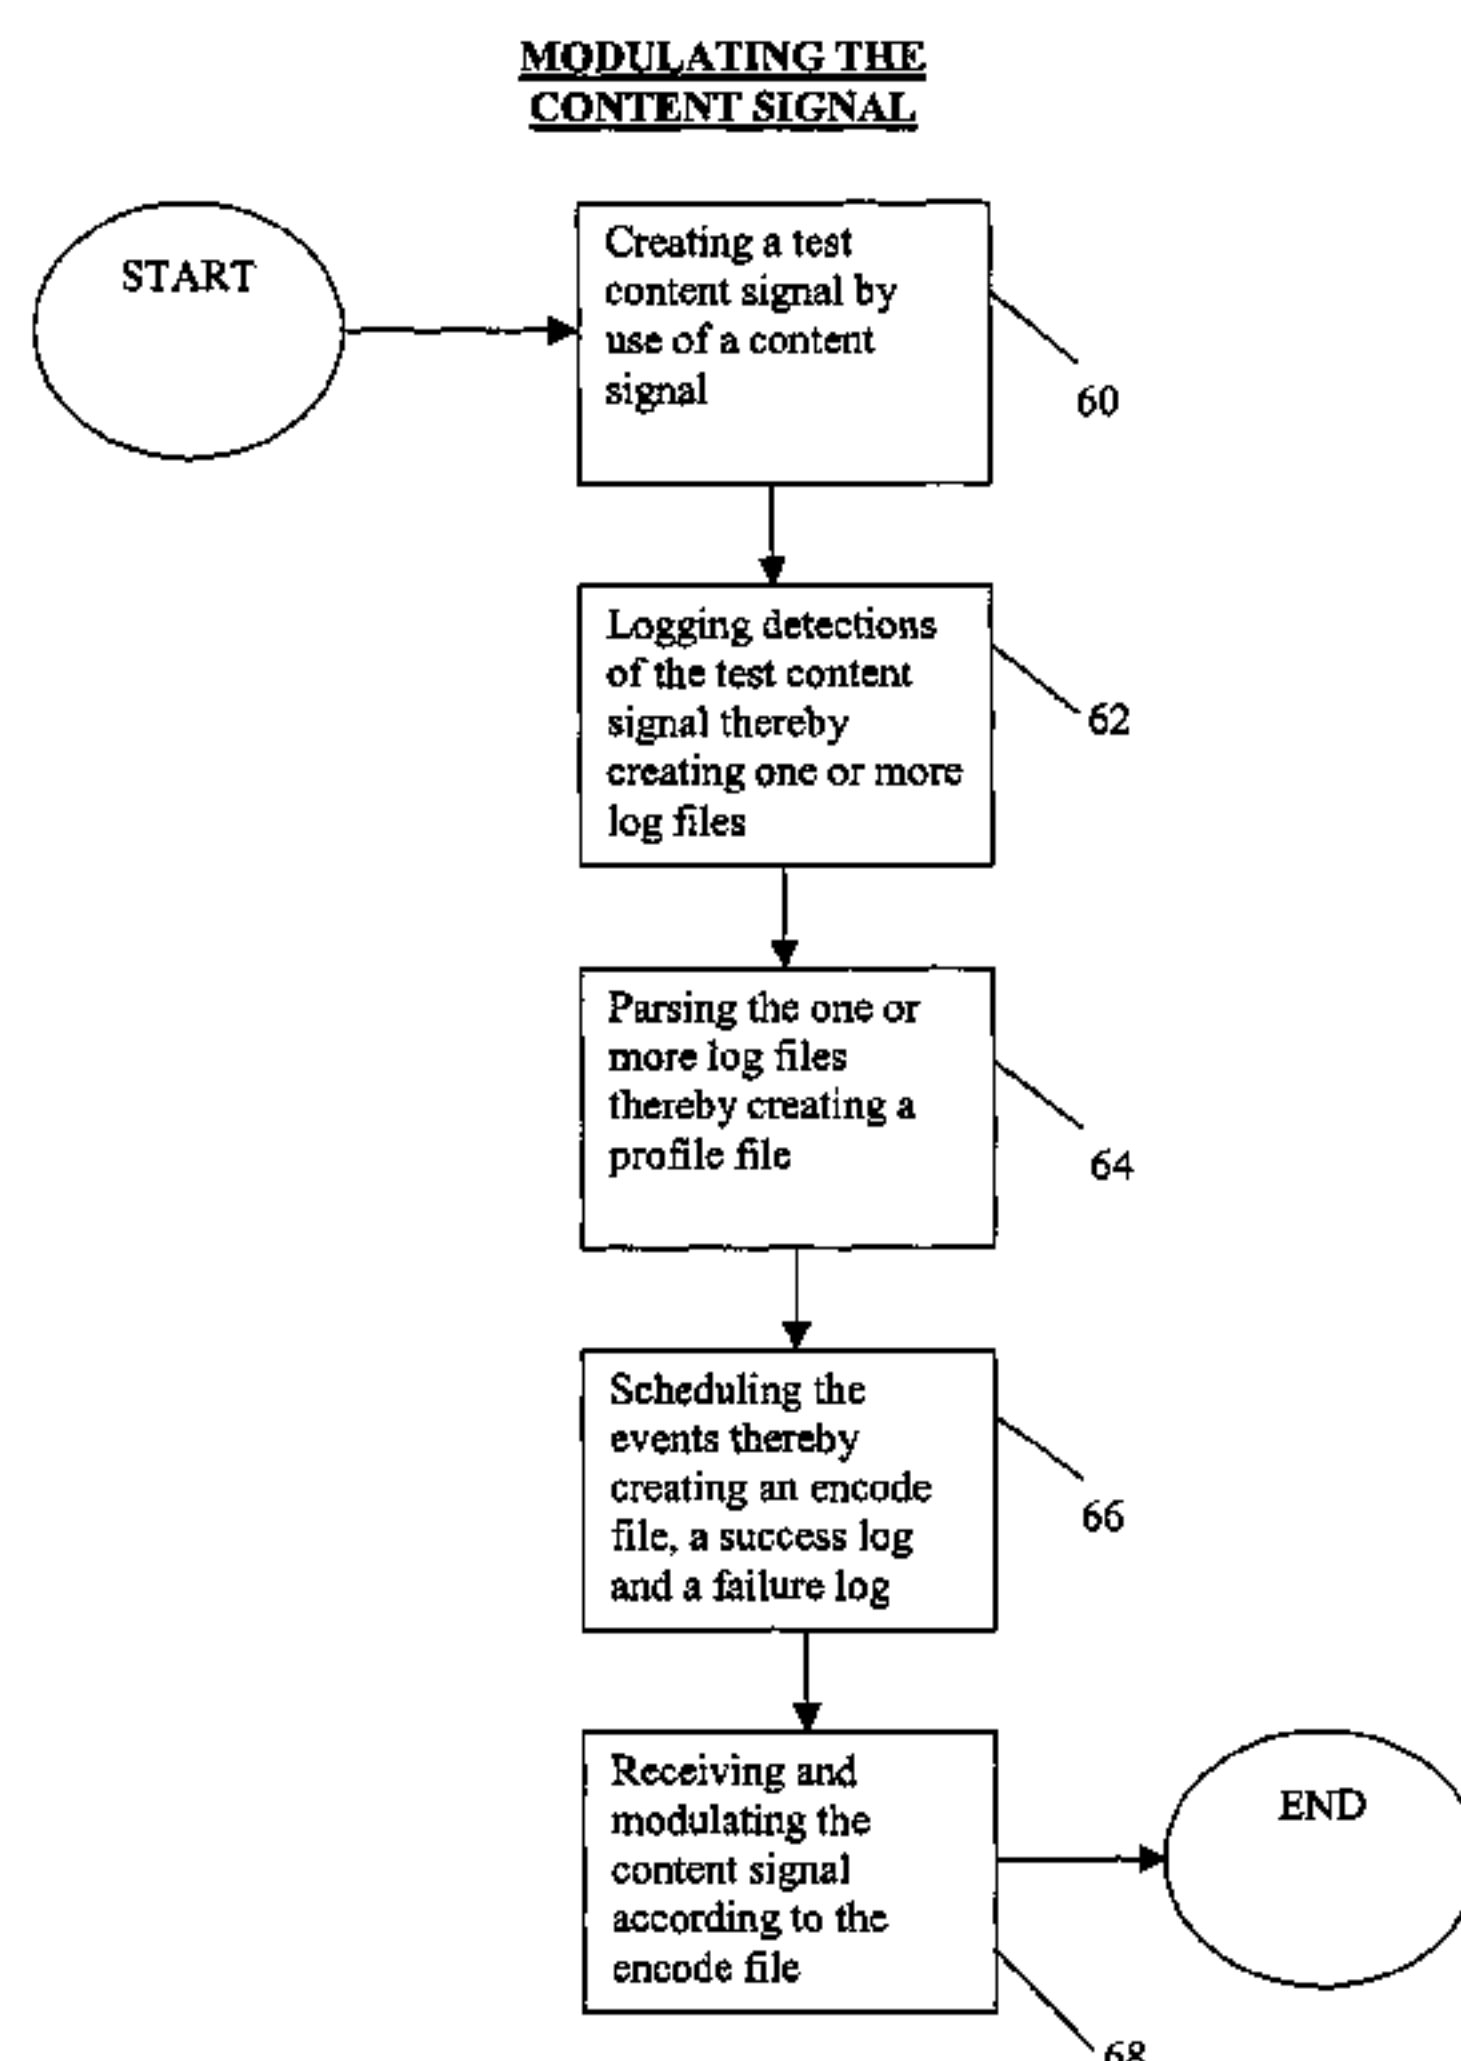 MODULATING THE
CONTENT SIGNAL
START
Creating a test
content signal by
use of a content
signal
60
Logging detections
of the test content
signal thereby
creating one or more
log files
62
Parsing the one or
more log files
thereby creating a
profile file
64
Scheduling the
events thereby
creating an encode
file, a success log
and a failure log
66
Receiving and
modulating the
content signal
according to the
encode file
END
68